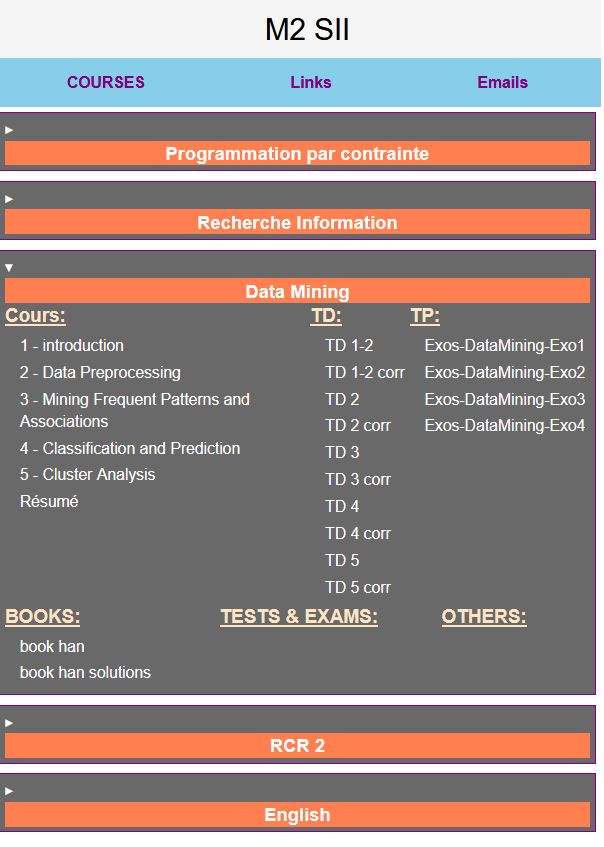 M2 SII
COURSES Links Emails
Programmation par contrainte
Recherche Information
Data Mining
Cours:
1 - introduction
2 - Data Preprocessing
3 - Mining Frequent Patterns and
Associations
4 - Classification and Prediction
5 - Cluster Analysis
Résumé
TD:
TD 1-2
TD 1-2 corr
TD 2
TD 2 corr
TD 3
TD 3 corr
TD 4
TD 4 corr
TD 5
TD 5 corr
TP:
Exos-DataMining-Exo1
Exos-DataMining-Exo2
Exos-DataMining-Exo3
Exos-DataMining-Exo4
BOOKS:
book han
book han solutions
TESTS & EXAMS:
OTHERS:
RCR 2
English